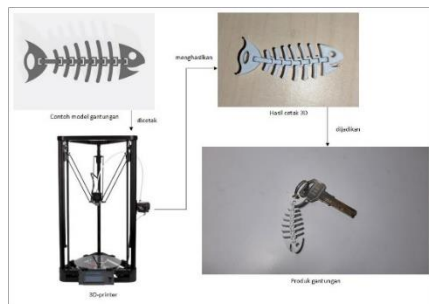 Contoh model gantungan
dicetak
3D-printer
menghasilkan
Hasil cetak 3D
dijadikan
Produk gantungan